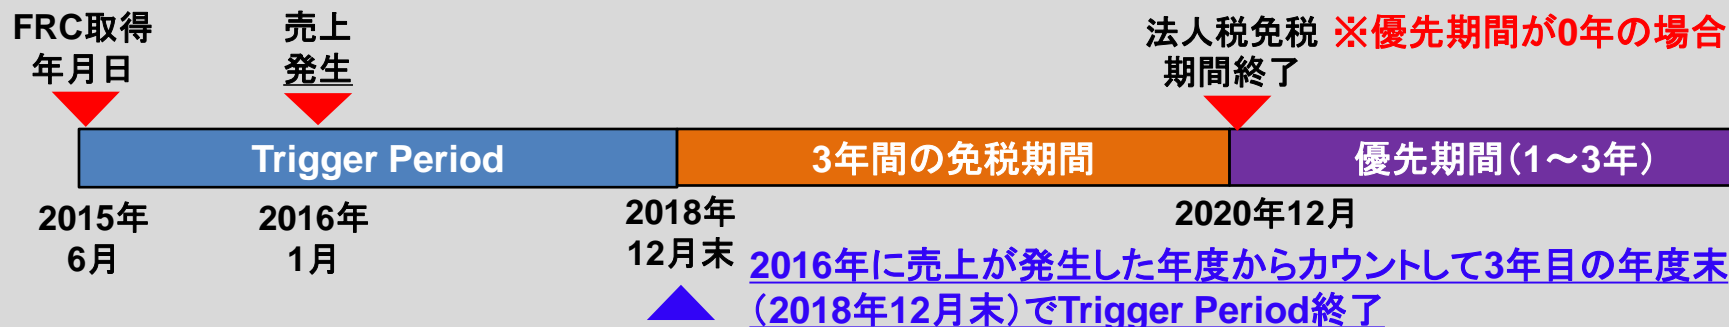 FRC取得
年月日
売上
発生
法人税免税
期間終了
※優先期間が0年の場合
Trigger Period
3年間の免税期間
優先期間(1～3年)
2015年
6月
2016年
1月
2018年
12月末
2020年12月
2016年に売上が発生した年度からカウントして3年目の年度末
(2018年12月末)でTrigger Period終了